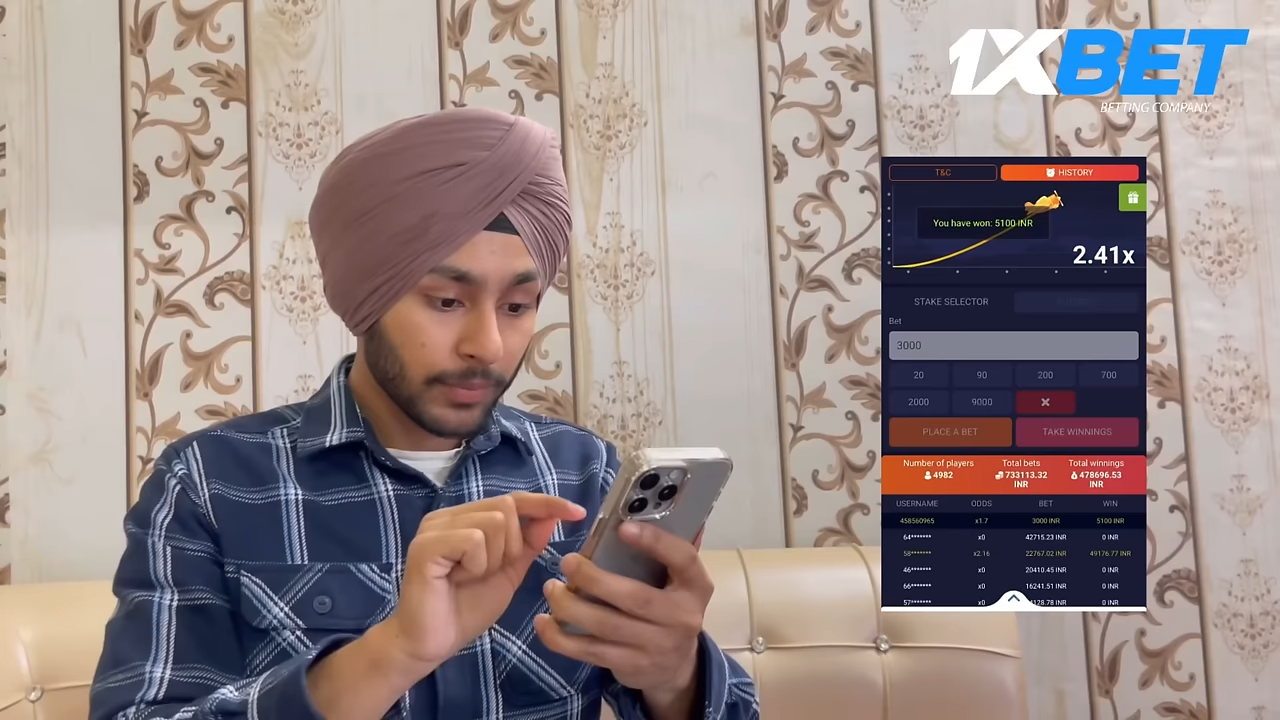 1XBET
BETTING COMPANY
T&C
HISTORY
You have won: 5100 INR
2.41x
STAKE SELECTOR
Bet
3000
20 90 200 700
2000 9000
PLACE A BET TAKE WINNINGS
Number of players Total bets Total winnings
4982 733113.32 INR 478696.53 INR
USERNAME ODDS BET WIN
458560965 x1.7 3000 INR 5100 INR
64******* x0 42715.23 INR 0 INR
58******* x2.16 22767.02 INR 49176.77 INR
46******* x0 20410.45 INR 0 INR
66******* x0 16241.51 INR 0 INR
57******* x0 0 INR